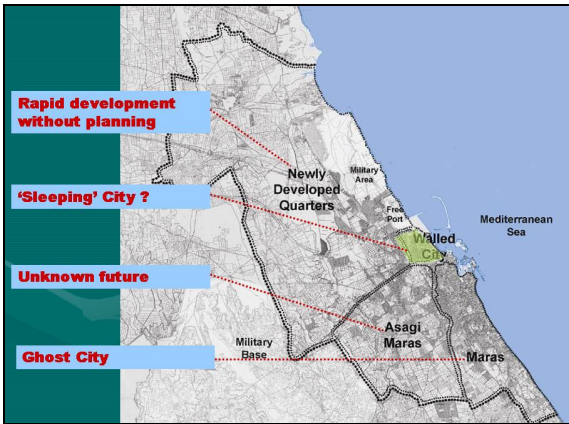 Rapid development
without planning
Newly
Developed
Quarters
Military
Area
'Sleeping' City ?
Free
Port
Walled
City
Mediterranean
Sea
Unknown future
Asagi
Maras
Military
Base
Ghost City
Maras